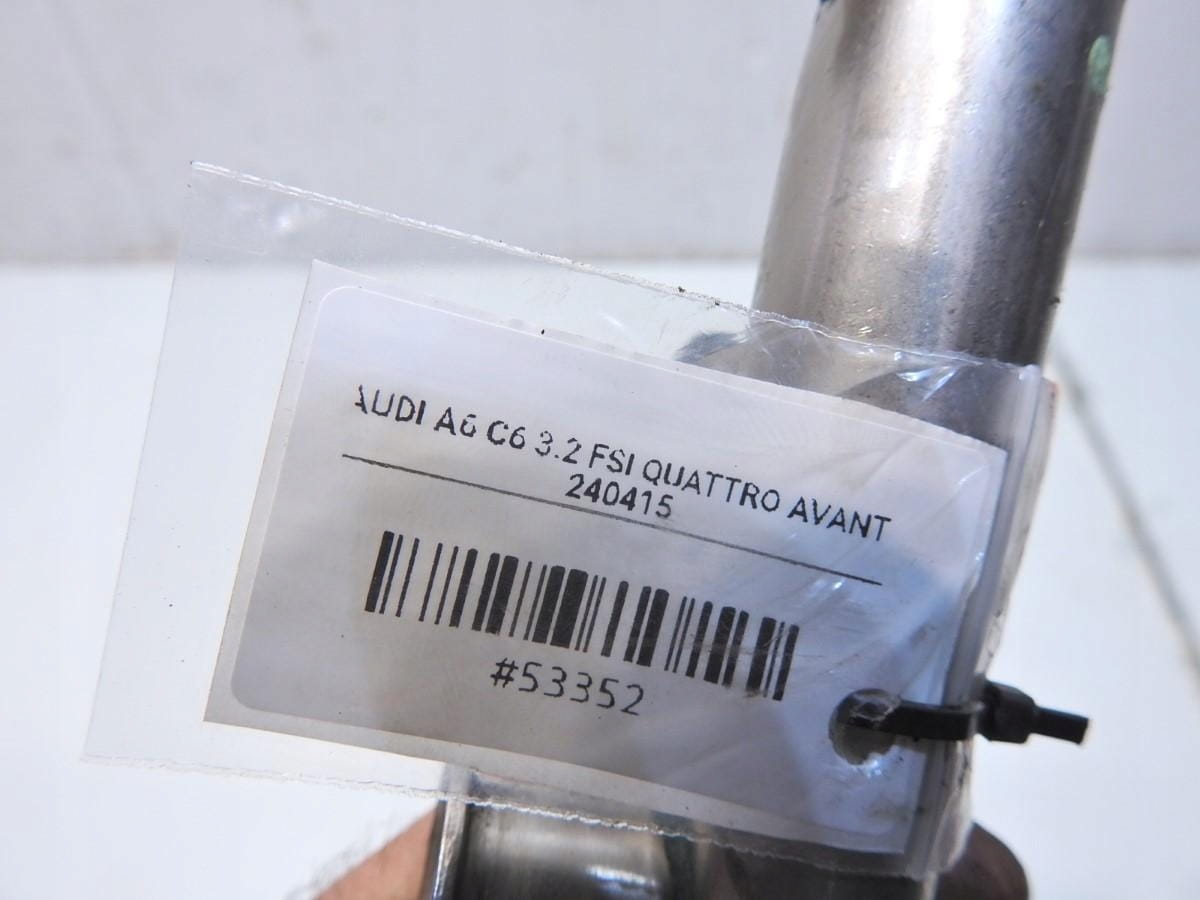 AUDI A6 C6 3.2 FSI QUATTRO AVANT
240415
#53352